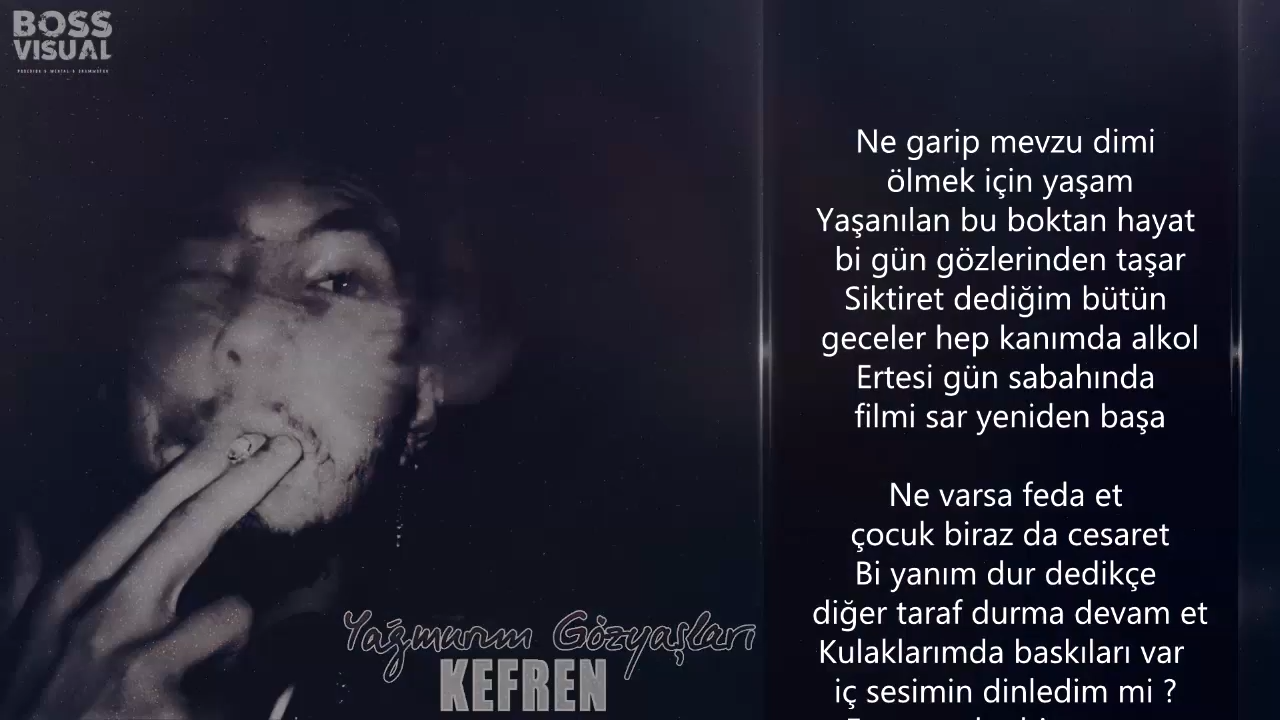 BOSS
VISUAL
Ne garip mevzu dimi
ölmek için yaşam
Yaşanılan bu boktan hayat
bi gün gözlerinden taşar
Siktiret dediğim bütün
geceler hep kanımda alkol
Ertesi gün sabahında
filmi sar yeniden başa
Ne varsa feda et
çocuk biraz da cesaret
Bi yanım dur dedikçe
diğer taraf durma devam et
Kulaklarımda baskıları var
iç sesimin dinledim mi ?
Yağmurun Gözyaşları
KEFREN